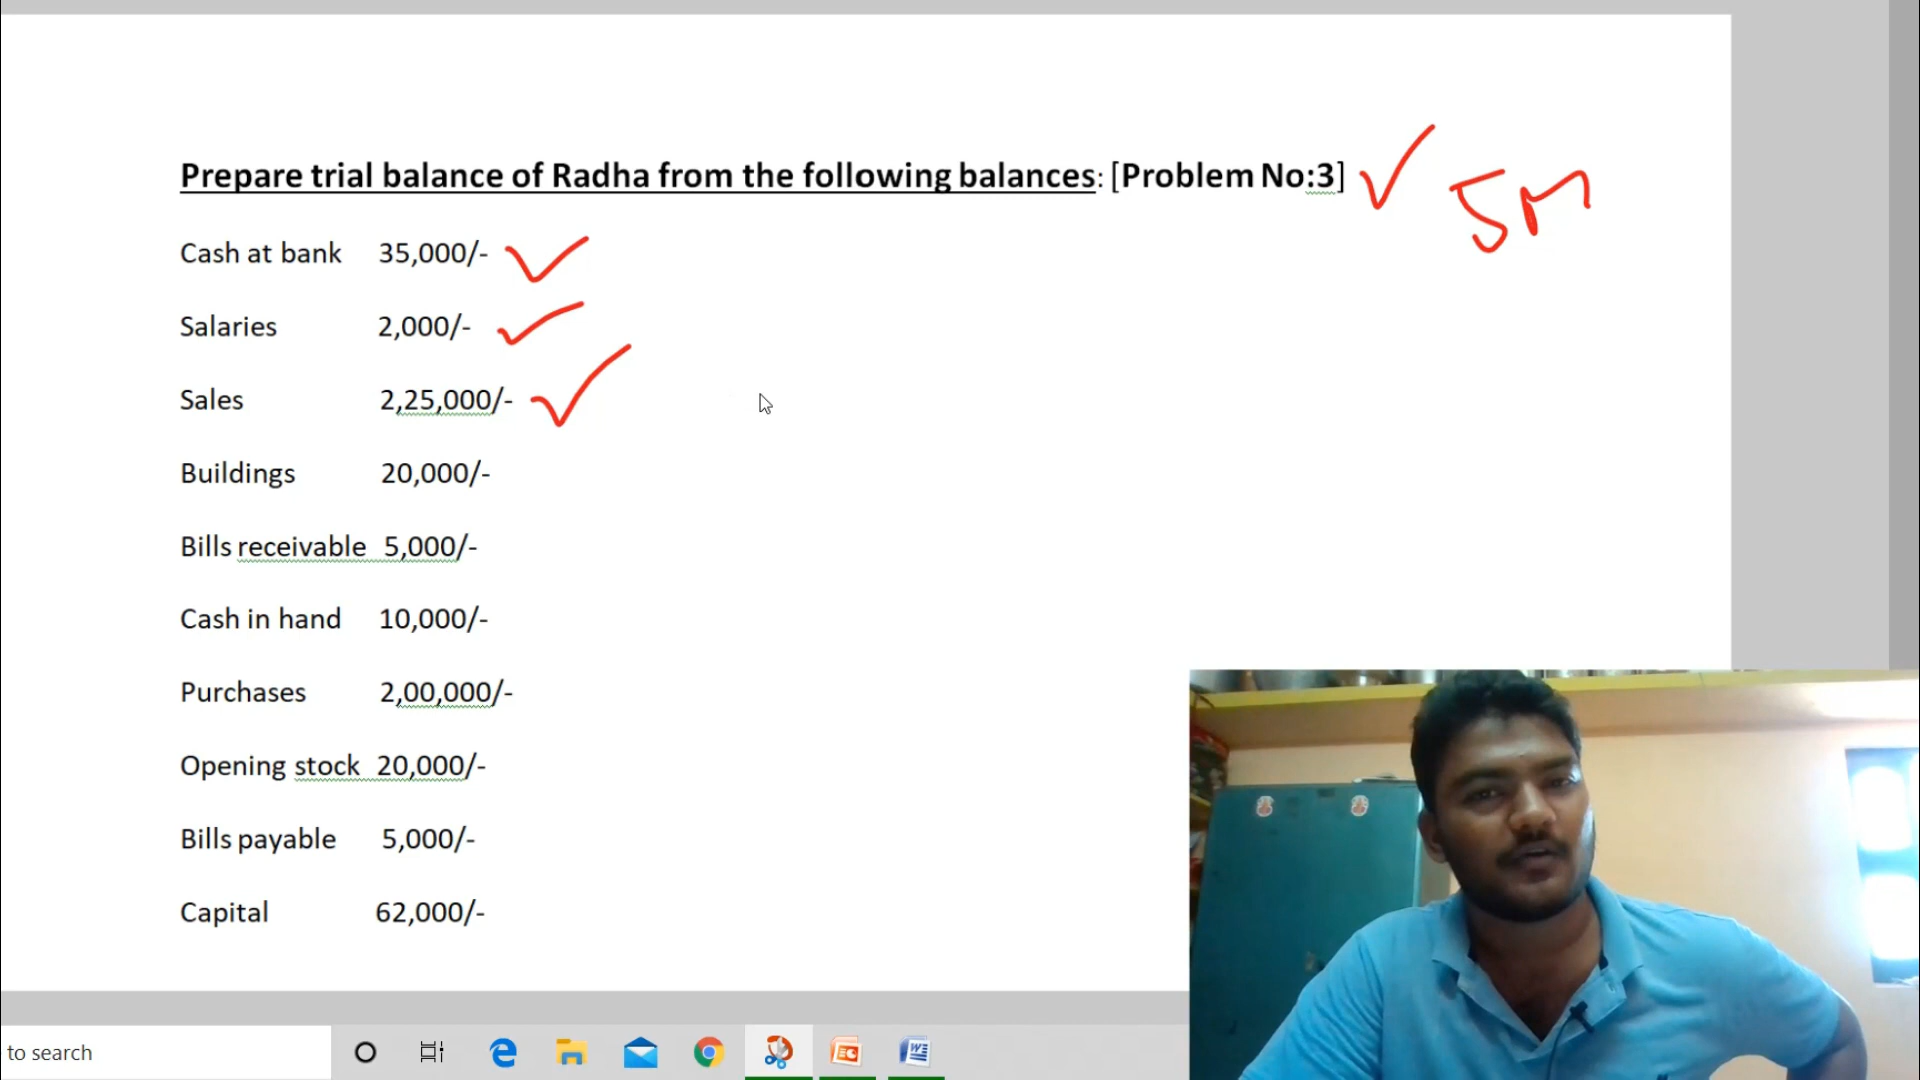 Prepare trial balance of Radha from the following balances: [Problem No:3] 5m
Cash at bank 35,000/-
Salaries 2,000/-
Sales 2,25,000/-
Buildings 20,000/-
Bills receivable 5,000/-
Cash in hand 10,000/-
Purchases 2,00,000/-
Opening stock 20,000/-
Bills payable 5,000/-
Capital 62,000/-
to search